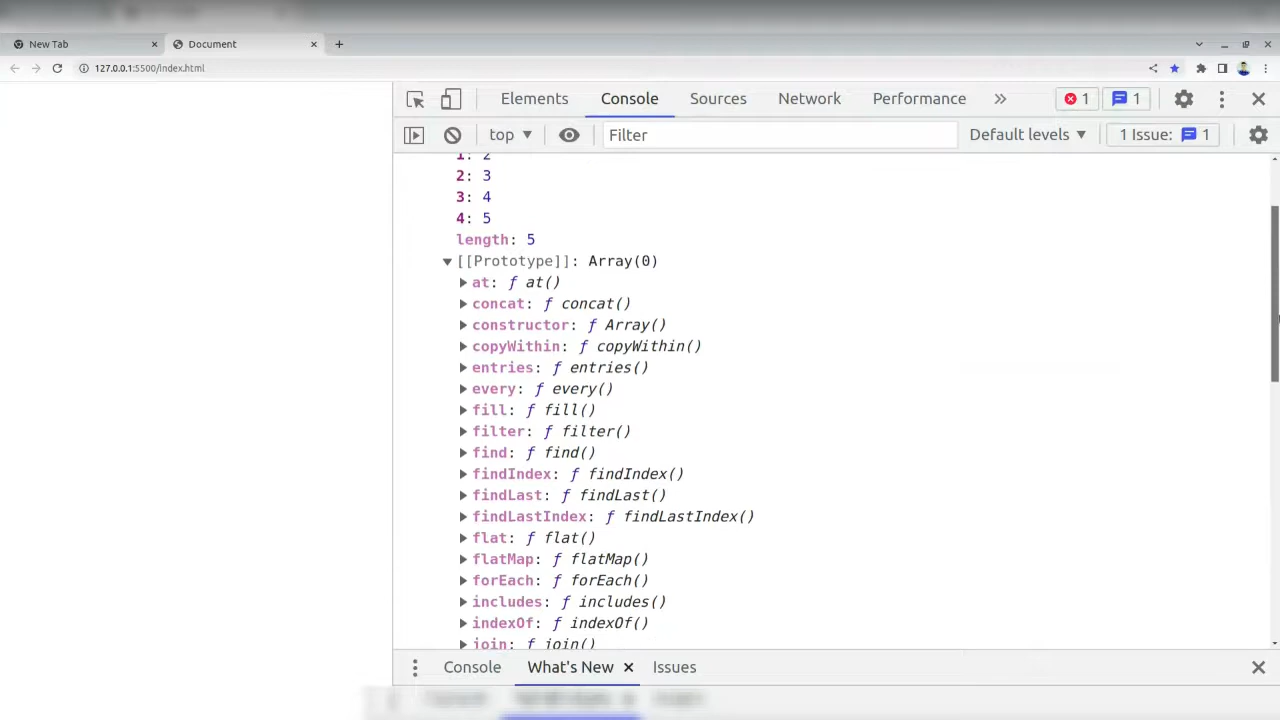 New Tab
Document
127.0.0.1:5500/index.html
Elements Console Sources Network Performance 1 1
top Filter Default levels 1 Issue: 1
1: 2
2: 3
3: 4
4: 5
length: 5
[[Prototype]]: Array(0)
at: ƒ at()
concat: ƒ concat()
constructor: ƒ Array()
copyWithin: ƒ copyWithin()
entries: ƒ entries()
every: ƒ every()
fill: ƒ fill()
filter: ƒ filter()
find: ƒ find()
findIndex: ƒ findIndex()
findLast: ƒ findLast()
findLastIndex: ƒ findLastIndex()
flat: ƒ flat()
flatMap: ƒ flatMap()
forEach: ƒ forEach()
includes: ƒ includes()
indexOf: ƒ indexOf()
join: ƒ join()
Console What's New Issues